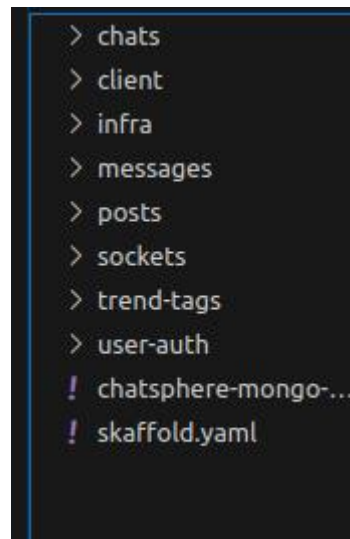 > chats
> client
> infra
> messages
> posts
> sockets
> trend-tags
> user-auth
! chatsphere-mongo-...
! skaffold.yaml